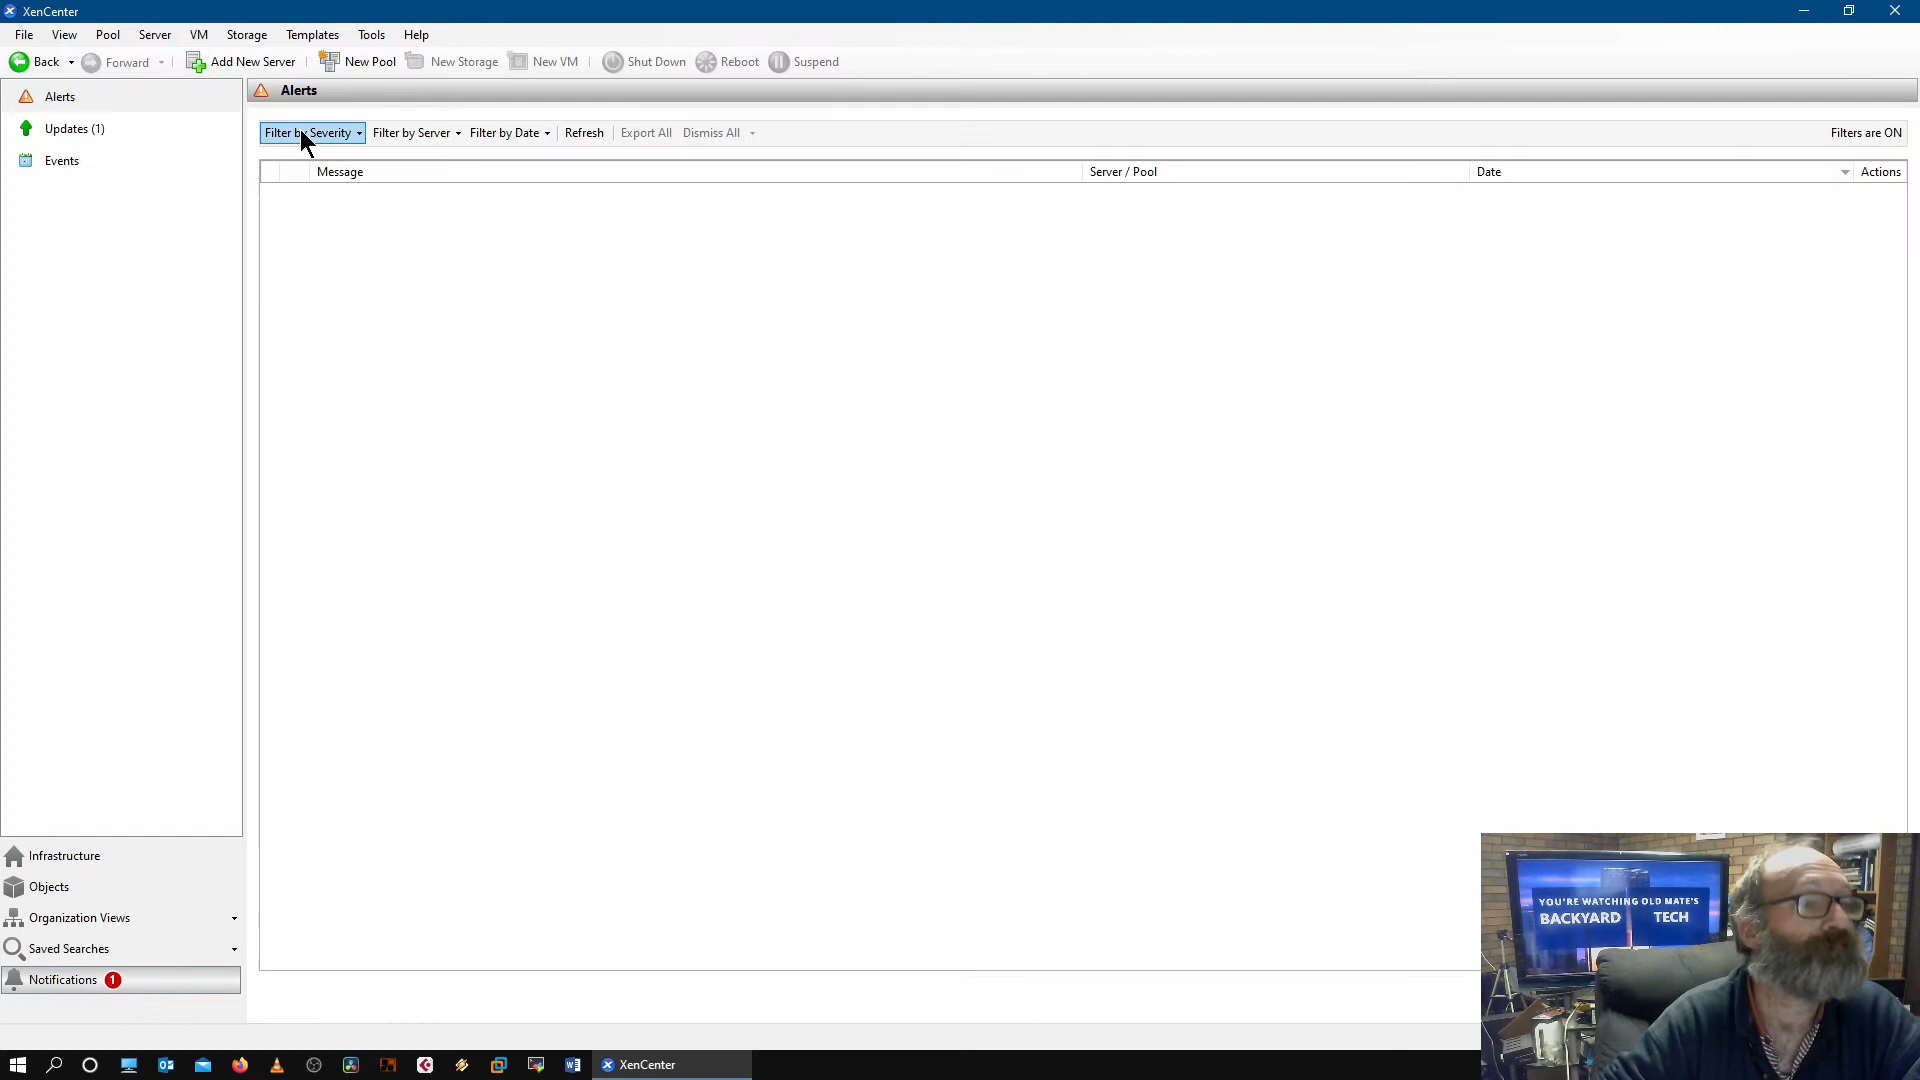 XenCenter
File View Pool Server VM Storage Templates Tools Help
Back Forward Add New Server New Pool New Storage New VM Shut Down Reboot Suspend
Alerts
Updates (1)
Events
Alerts
Filter by Severity Filter by Server Filter by Date Refresh Export All Dismiss All Filters are ON
Message Server / Pool Date Actions
Infrastructure
Objects
Organization Views
Saved Searches
Notifications 1
YOU'RE WATCHING OLD MATE'S
BACKYARD TECH
XenCenter